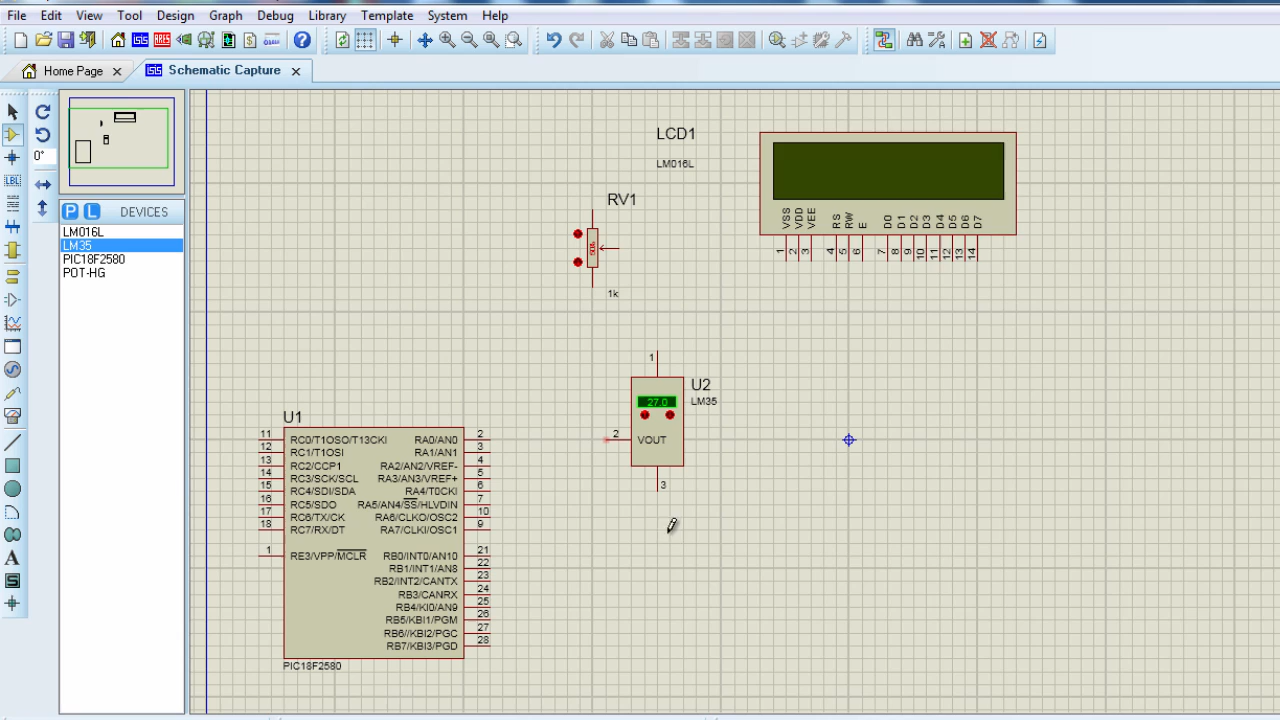 File Edit View Tool Design Graph Debug Library Template System Help
Home Page
Schematic Capture
0°
P L DEVICES
LM016L
LM35
PIC18F2580
POT-HG
LBL
A
S
LCD1
LM016L
VSS
VDD
VEE
RS
RW
E
D0
D1
D2
D3
D4
D5
D6
D7
1
2
3
4
5
6
7
8
9
10
11
12
13
14
RV1
50%
1k
1
U2
27.0
LM35
2
VOUT
3
U1
11 RC0/T1OSO/T13CKI RA0/AN0 2
12 RC1/T1OSI RA1/AN1 3
13 RC2/CCP1 RA2/AN2/VREF- 4
14 RC3/SCK/SCL RA3/AN3/VREF+ 5
15 RC4/SDI/SDA RA4/T0CKI 6
16 RC5/SDO RA5/AN4/SS/HLVDIN 7
17 RC6/TX/CK RA6/CLKO/OSC2 10
18 RC7/RX/DT RA7/CLKI/OSC1 9
1 RE3/VPP/MCLR RB0/INT0/AN10 21
RB1/INT1/AN8 22
RB2/INT2/CANTX 23
RB3/CANRX 24
RB4/KI0/AN9 25
RB5/KBI1/PGM 26
RB6//KBI2/PGC 27
RB7/KBI3/PGD 28
PIC18F2580